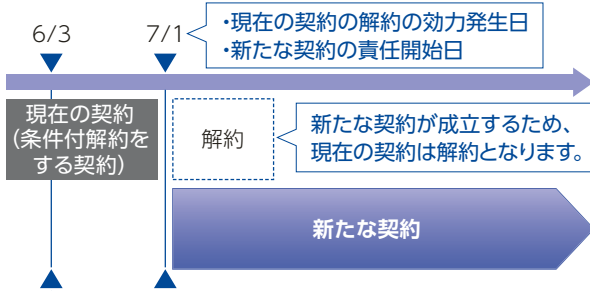 6/3
7/1
・現在の契約の解約の効力発生日
・新たな契約の責任開始日
現在の契約
(条件付解約を
する契約)
解約
新たな契約が成立するため、
現在の契約は解約となります。
新たな契約